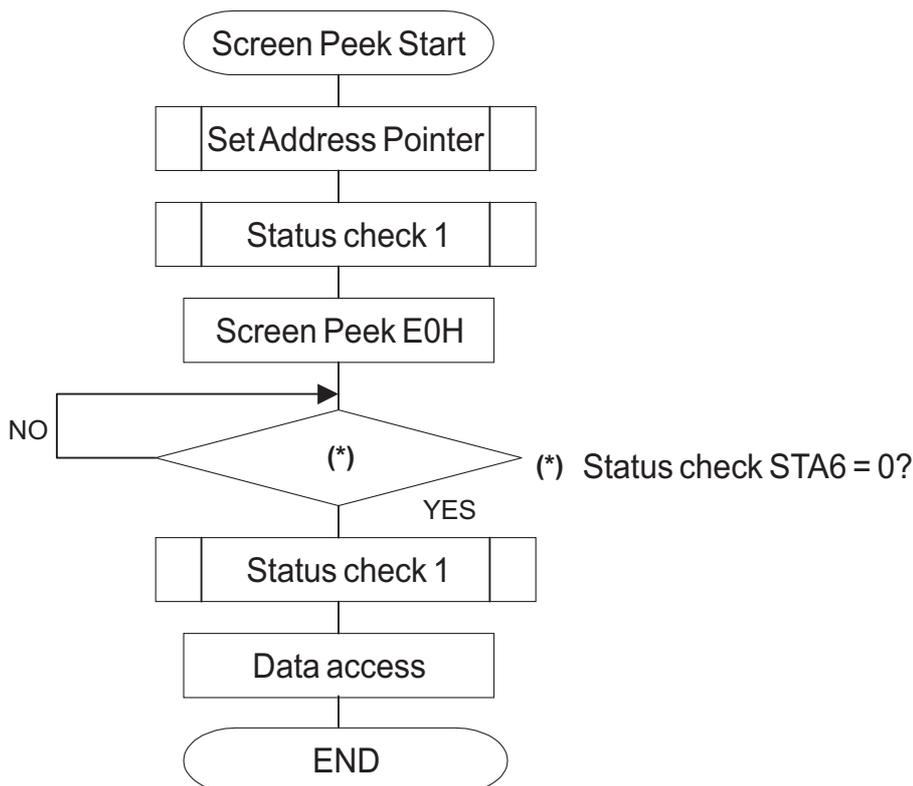 Screen Peek Start
Set Address Pointer
Status check 1
Screen Peek E0H
NO
(*)
(*) Status check STA6 = 0?
YES
Status check 1
Data access
END